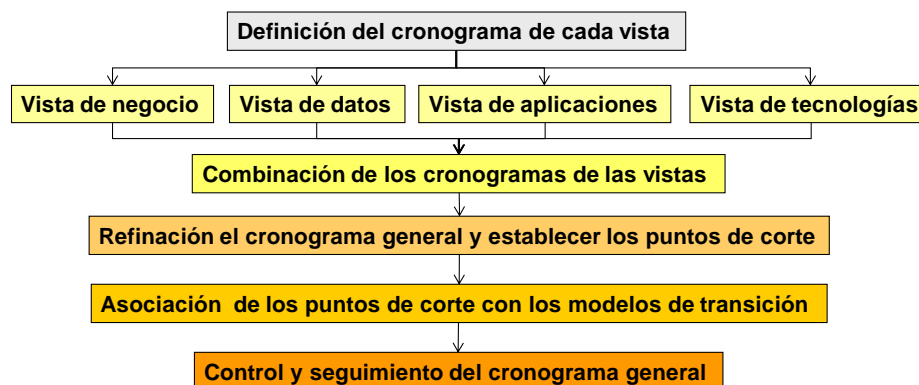 Definición del cronograma de cada vista
Vista de negocio
Vista de datos
Vista de aplicaciones
Vista de tecnologías
Combinación de los cronogramas de las vistas
Refinación el cronograma general y establecer los puntos de corte
Asociación de los puntos de corte con los modelos de transición
Control y seguimiento del cronograma general